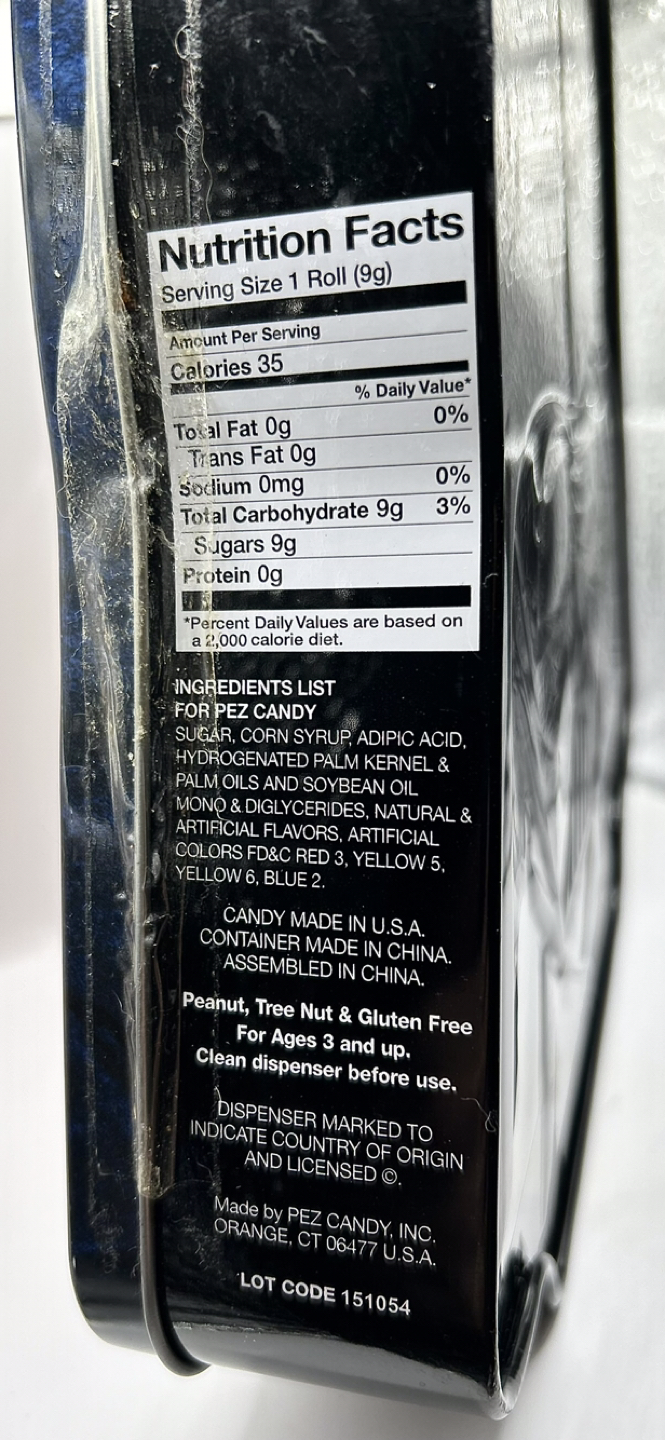 Nutrition Facts
Serving Size 1 Roll (9g)
Amount Per Serving
Calories 35
% Daily Value*
Total Fat 0g 0%
Trans Fat 0g
Sodium 0mg 0%
Total Carbohydrate 9g 3%
Sugars 9g
Protein 0g
*Percent Daily Values are based on
a 2,000 calorie diet.
INGREDIENTS LIST
FOR PEZ CANDY
SUGAR, CORN SYRUP, ADIPIC ACID,
HYDROGENATED PALM KERNEL &
PALM OILS AND SOYBEAN OIL
MONO & DIGLYCERIDES, NATURAL &
ARTIFICIAL FLAVORS, ARTIFICIAL
COLORS FD&C RED 3, YELLOW 5,
YELLOW 6, BLUE 2.
CANDY MADE IN U.S.A.
CONTAINER MADE IN CHINA.
ASSEMBLED IN CHINA.
Peanut, Tree Nut & Gluten Free
For Ages 3 and up.
Clean dispenser before use.
DISPENSER MARKED TO
INDICATE COUNTRY OF ORIGIN
AND LICENSED ©.
Made by PEZ CANDY, INC.
ORANGE, CT 06477 U.S.A.
LOT CODE 151054